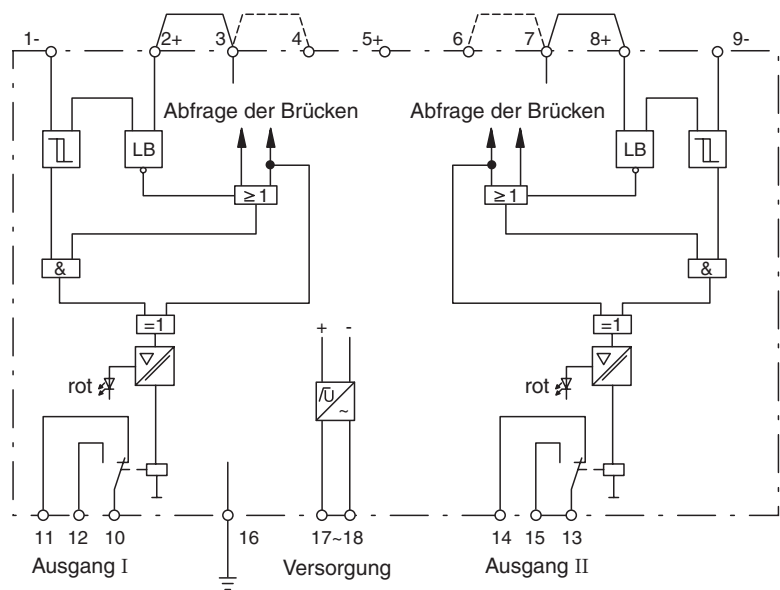 1- 2+ 3 4 5+ 6 7 8+ 9-
Abfrage der Brücken Abfrage der Brücken
LB LB
≥ 1 ≥ 1
& &
=1 =1
+ -
rot rot
/Ū ~
11 12 10 16 17~18 14 15 13
Ausgang I Versorgung Ausgang II